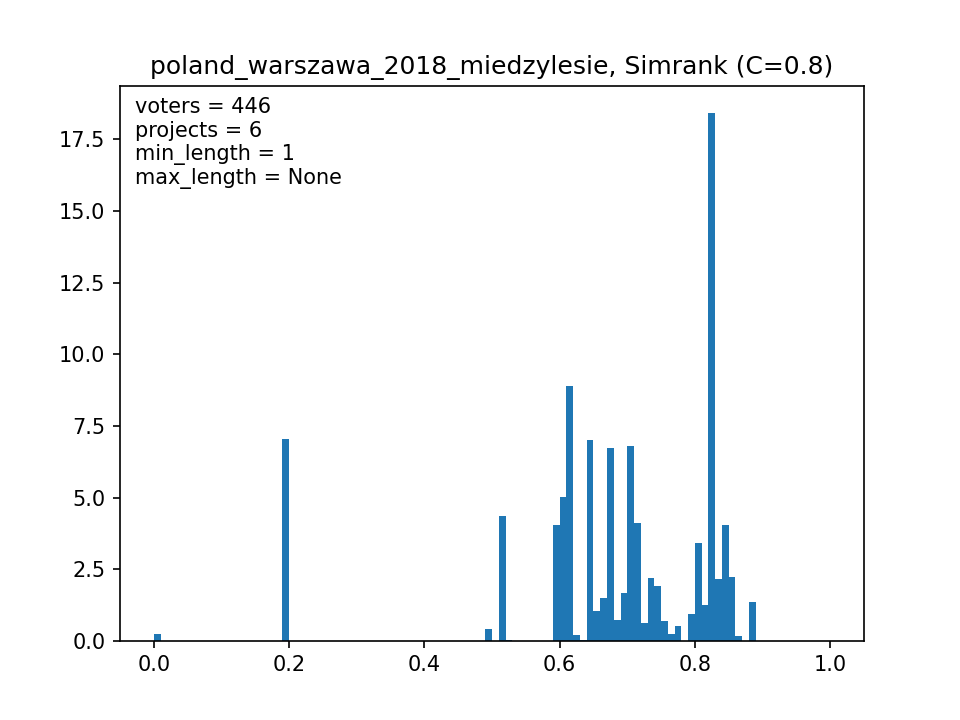 poland_warszawa_2018_miedzylesie, Simrank (C=0.8)
voters = 446
projects = 6
min_length = 1
max_length = None
17.5
15.0
12.5
10.0
7.5
5.0
2.5
0.0
0.0 0.2 0.4 0.6 0.8 1.0